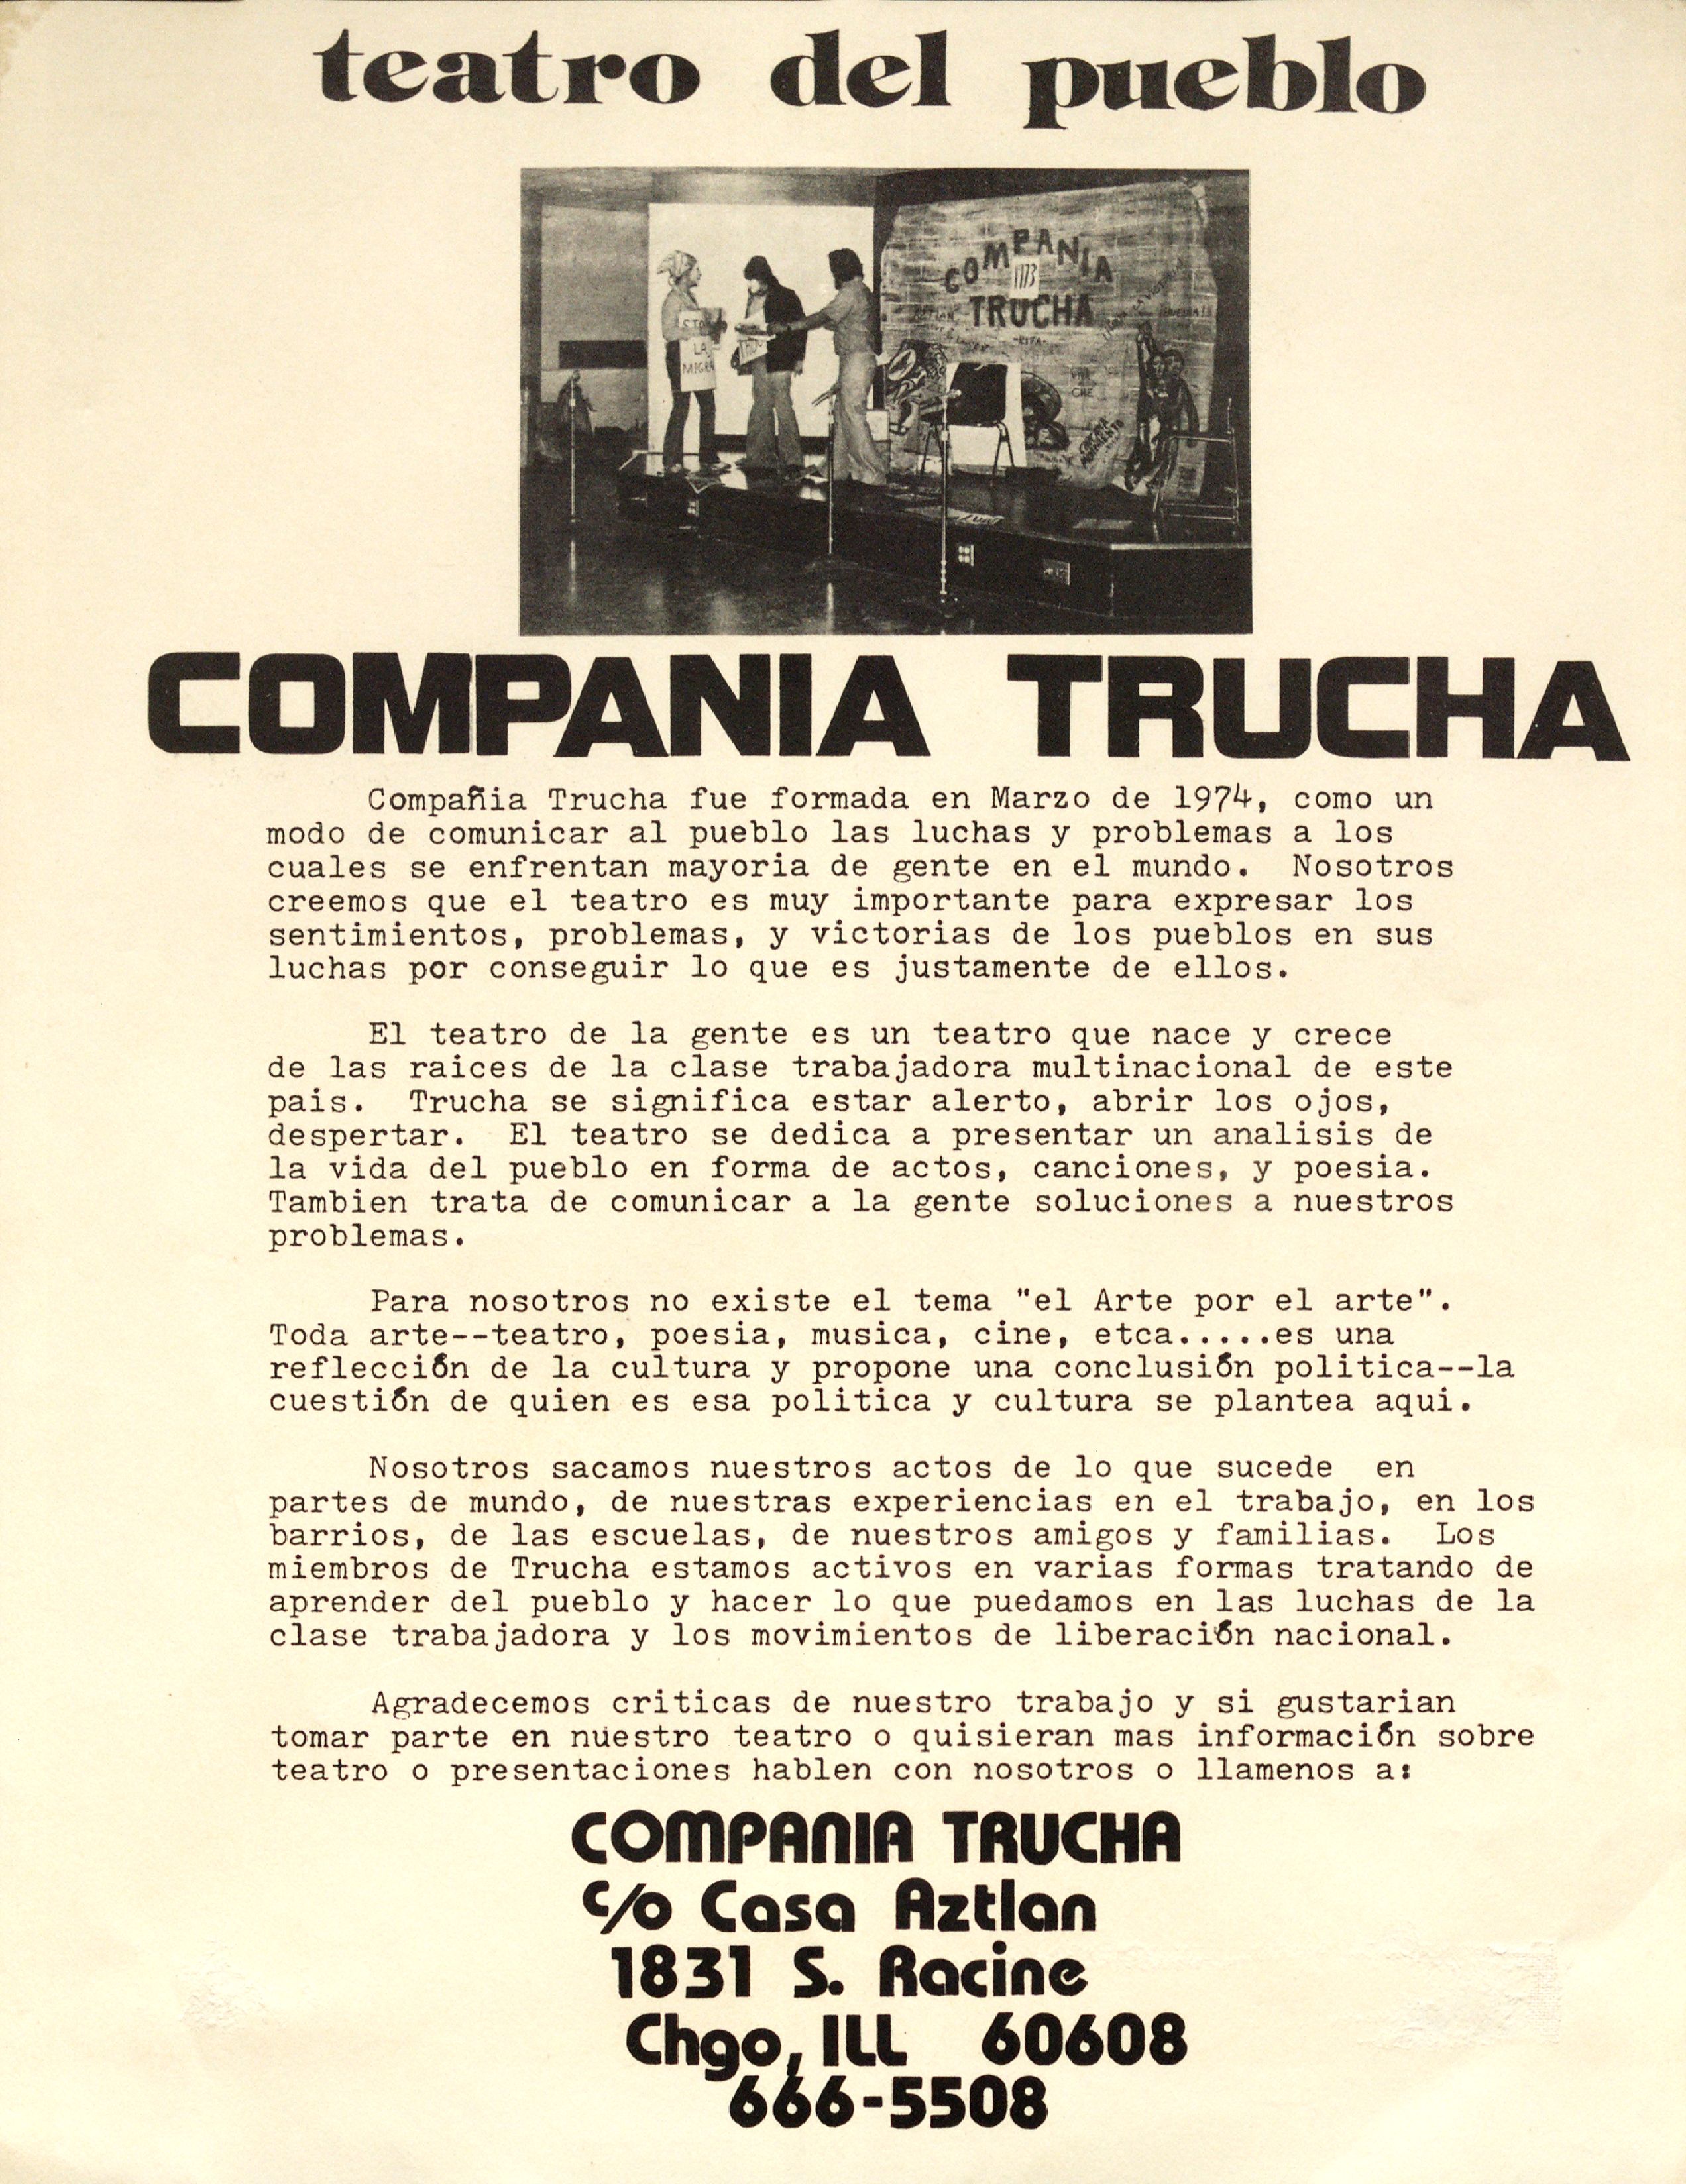 teatro del pueblo
COMPANIA
TRUCHA
STOP
LA
MIGRA
CHE
COMPANIA TRUCHA
Compañia Trucha fue formada en Marzo de 1974, como un
modo de comunicar al pueblo las luchas y problemas a los
cuales se enfrentan mayoria de gente en el mundo. Nosotros
creemos que el teatro es muy importante para expresar los
sentimientos, problemas, y victorias de los pueblos en sus
luchas por conseguir lo que es justamente de ellos.
El teatro de la gente es un teatro que nace y crece
de las raices de la clase trabajadora multinacional de este
pais. Trucha se significa estar alerto, abrir los ojos,
despertar. El teatro se dedica a presentar un analisis de
la vida del pueblo en forma de actos, canciones, y poesia.
Tambien trata de comunicar a la gente soluciones a nuestros
problemas.
Para nosotros no existe el tema "el Arte por el arte".
Toda arte--teatro, poesia, musica, cine, etca.....es una
reflección de la cultura y propone una conclusión politica--la
cuestión de quien es esa politica y cultura se plantea aqui.
Nosotros sacamos nuestros actos de lo que sucede en
partes de mundo, de nuestras experiencias en el trabajo, en los
barrios, de las escuelas, de nuestros amigos y familias. Los
miembros de Trucha estamos activos en varias formas tratando de
aprender del pueblo y hacer lo que puedamos en las luchas de la
clase trabajadora y los movimientos de liberación nacional.
Agradecemos criticas de nuestro trabajo y si gustarian
tomar parte en nuestro teatro o quisieran mas información sobre
teatro o presentaciones hablen con nosotros o llamenos a:
COMPANIA TRUCHA
c/o Casa Aztlan
1831 S. Racine
Chgo, ILL 60608
666-5508